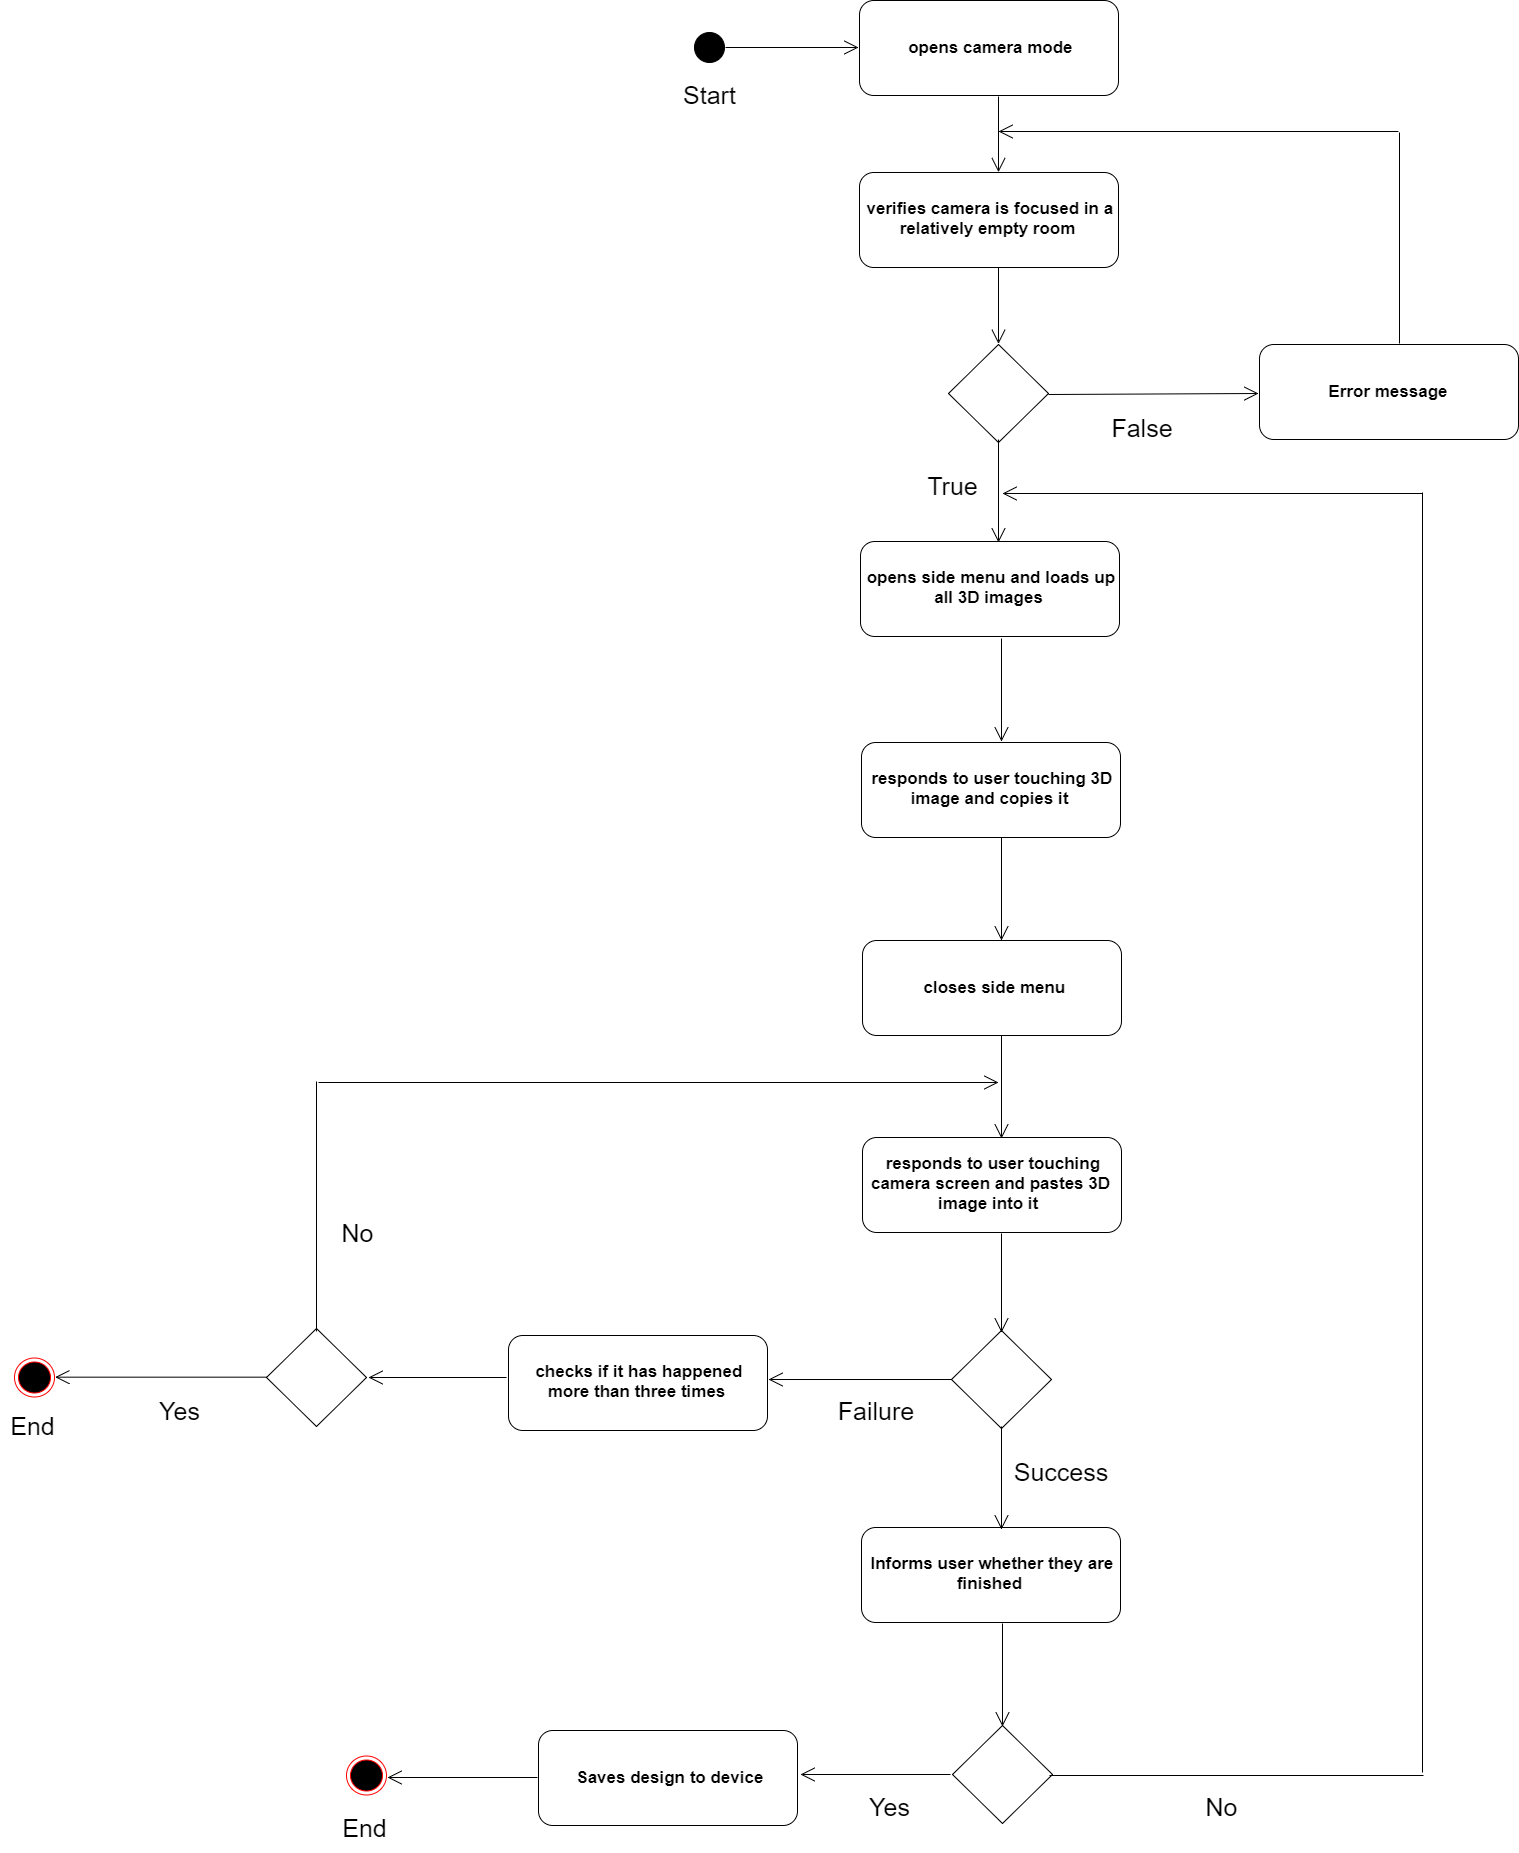 opens camera mode
Start
verifies camera is focused in a
relatively empty room
Error message
False
True
opens side menu and loads up
all 3D images
responds to user touching 3D
image and copies it
closes side menu
responds to user touching
camera screen and pastes 3D
image into it
No
checks if it has happened
more than three times
Yes
Failure
End
Success
Informs user whether they are
finished
Saves design to device
Yes
No
End